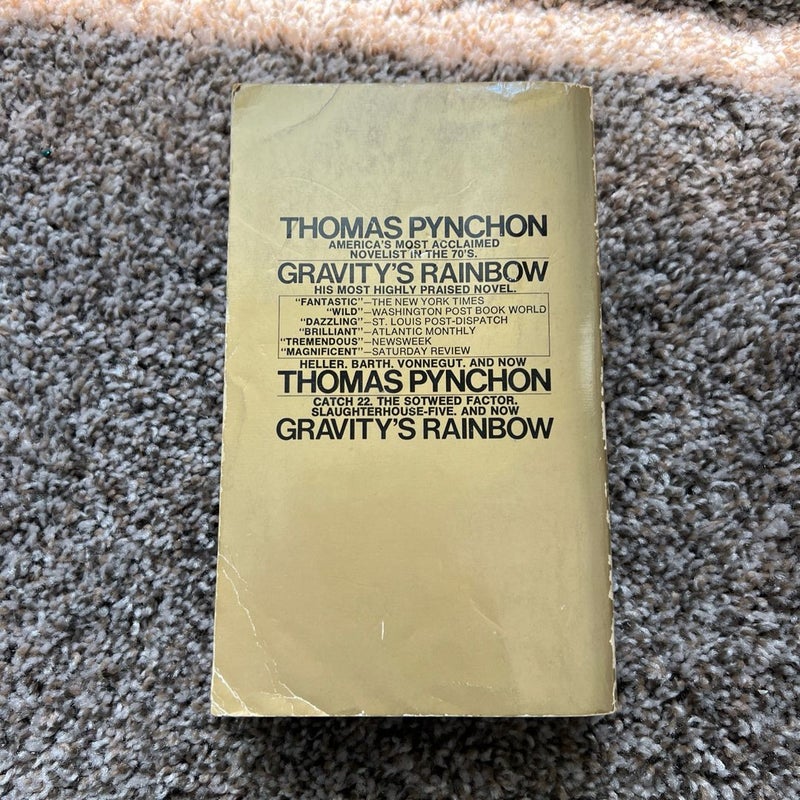 THOMAS PYNCHON
AMERICA'S MOST ACCLAIMED
NOVELIST IN THE 70'S.
GRAVITY'S RAINBOW
HIS MOST HIGHLY PRAISED NOVEL.
"FANTASTIC"—THE NEW YORK TIMES
"WILD"—WASHINGTON POST BOOK WORLD
"DAZZLING"—ST. LOUIS POST-DISPATCH
"BRILLIANT"—ATLANTIC MONTHLY
"TREMENDOUS"—NEWSWEEK
"MAGNIFICENT"—SATURDAY REVIEW
HELLER. BARTH. VONNEGUT. AND NOW
THOMAS PYNCHON
CATCH 22. THE SOTWEED FACTOR.
SLAUGHTERHOUSE-FIVE. AND NOW
GRAVITY'S RAINBOW